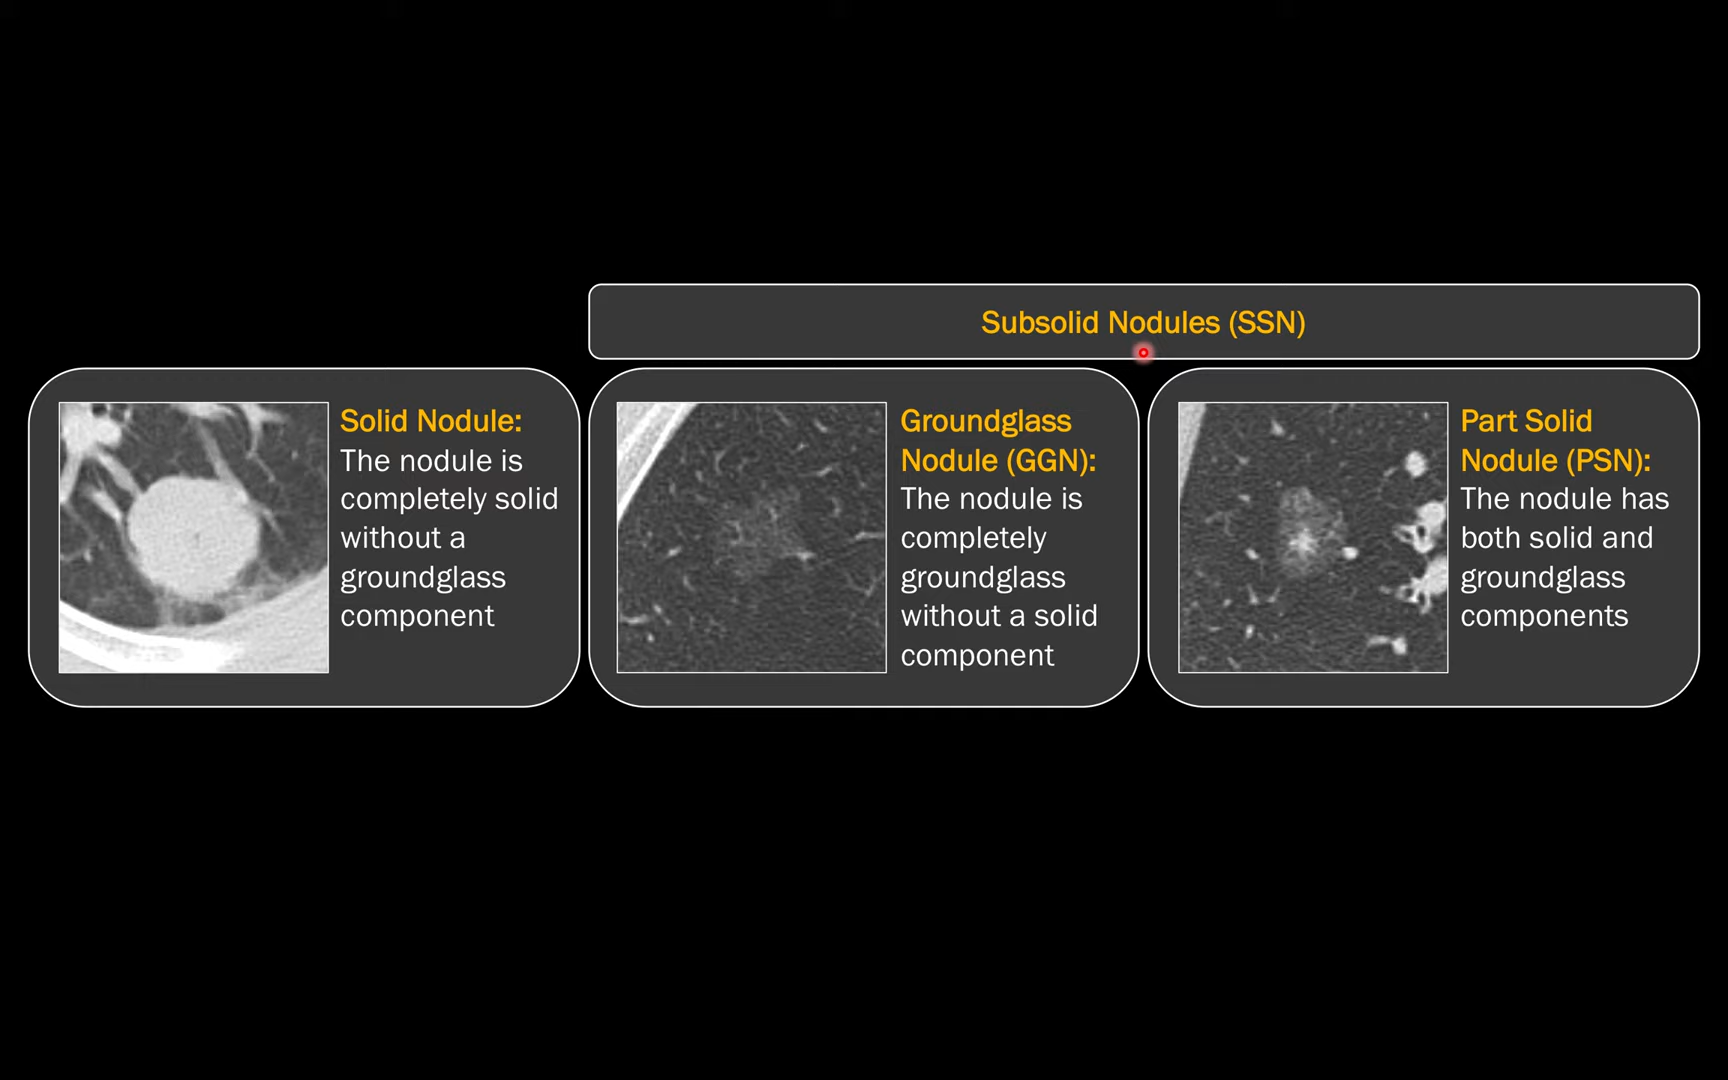 Subsolid Nodules (SSN)
Solid Nodule:
The nodule is
completely solid
without a
groundglass
component
Groundglass
Nodule (GGN):
The nodule is
completely
groundglass
without a solid
component
Part Solid
Nodule (PSN):
The nodule has
both solid and
groundglass
components